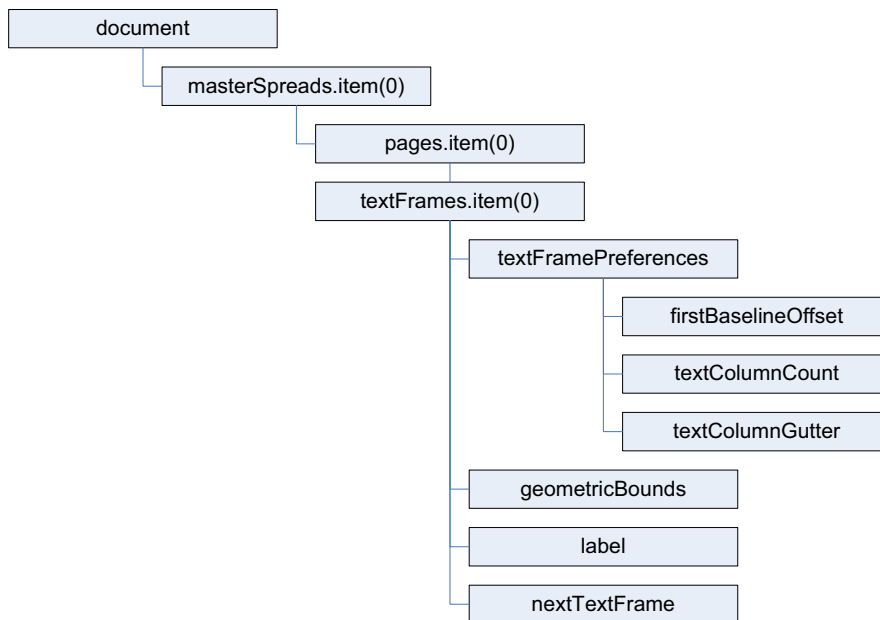 document
masterSpreads.item(0)
pages.item(0)
textFrames.item(0)
textFramePreferences
firstBaselineOffset
textColumnCount
textColumnGutter
geometricBounds
label
nextTextFrame